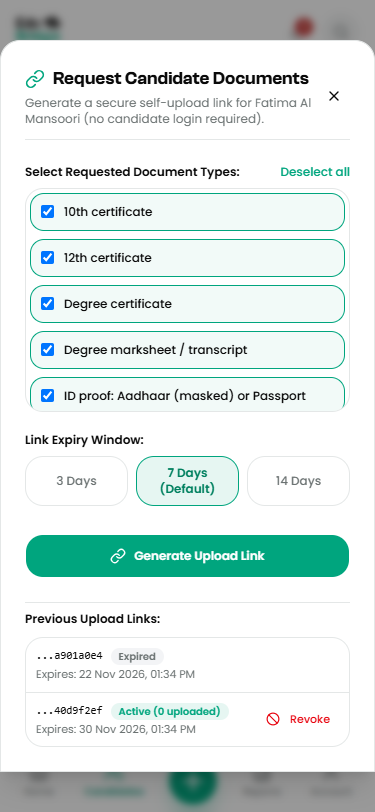 Request Candidate Documents
Generate a secure self-upload link for Fatima Al
Mansoori (no candidate login required).
Select Requested Document Types:
Deselect all
10th certificate
12th certificate
Degree certificate
Degree marksheet / transcript
ID proof: Aadhaar (masked) or Passport
Link Expiry Window:
3 Days
7 Days
(Default)
14 Days
Generate Upload Link
Previous Upload Links:
...a901a0e4 Expired
Expires: 22 Nov 2026, 01:34 PM
...40d9f2ef Active (0 uploaded)
Expires: 30 Nov 2026, 01:34 PM
Revoke